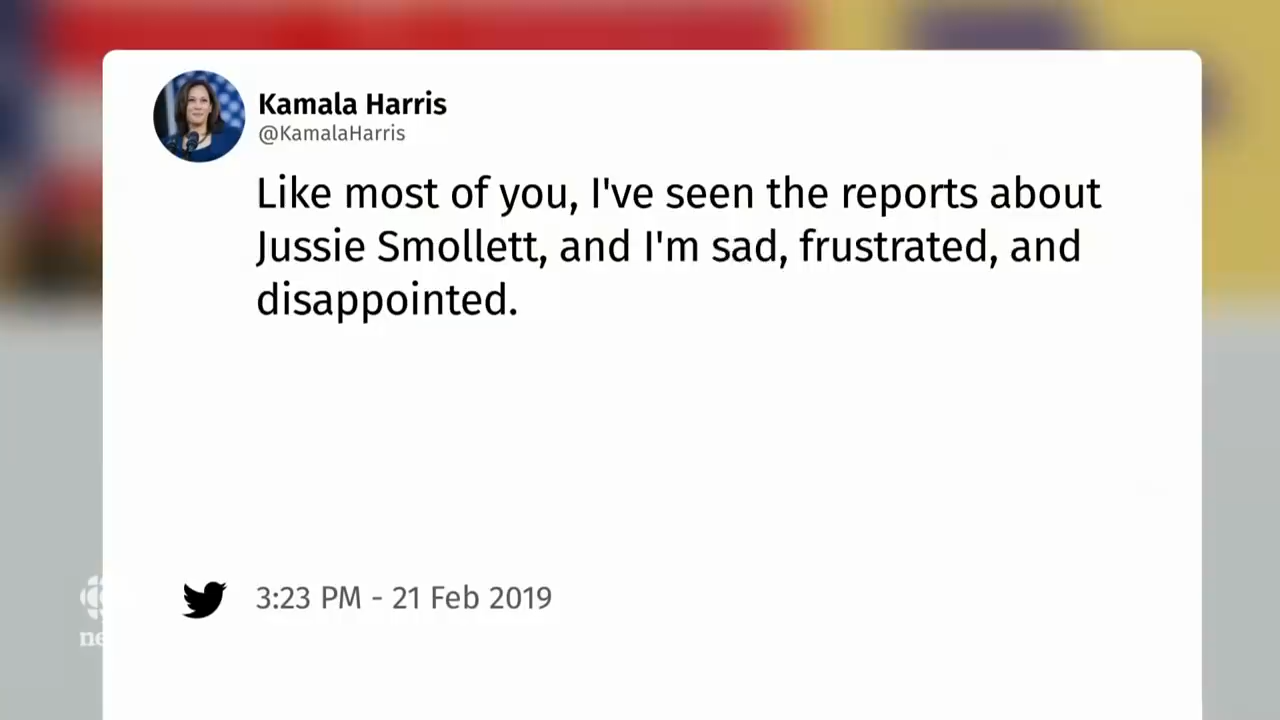 Kamala Harris
@KamalaHarris
Like most of you, I've seen the reports about
Jussie Smollett, and I'm sad, frustrated, and
disappointed.
3:23 PM - 21 Feb 2019
ne